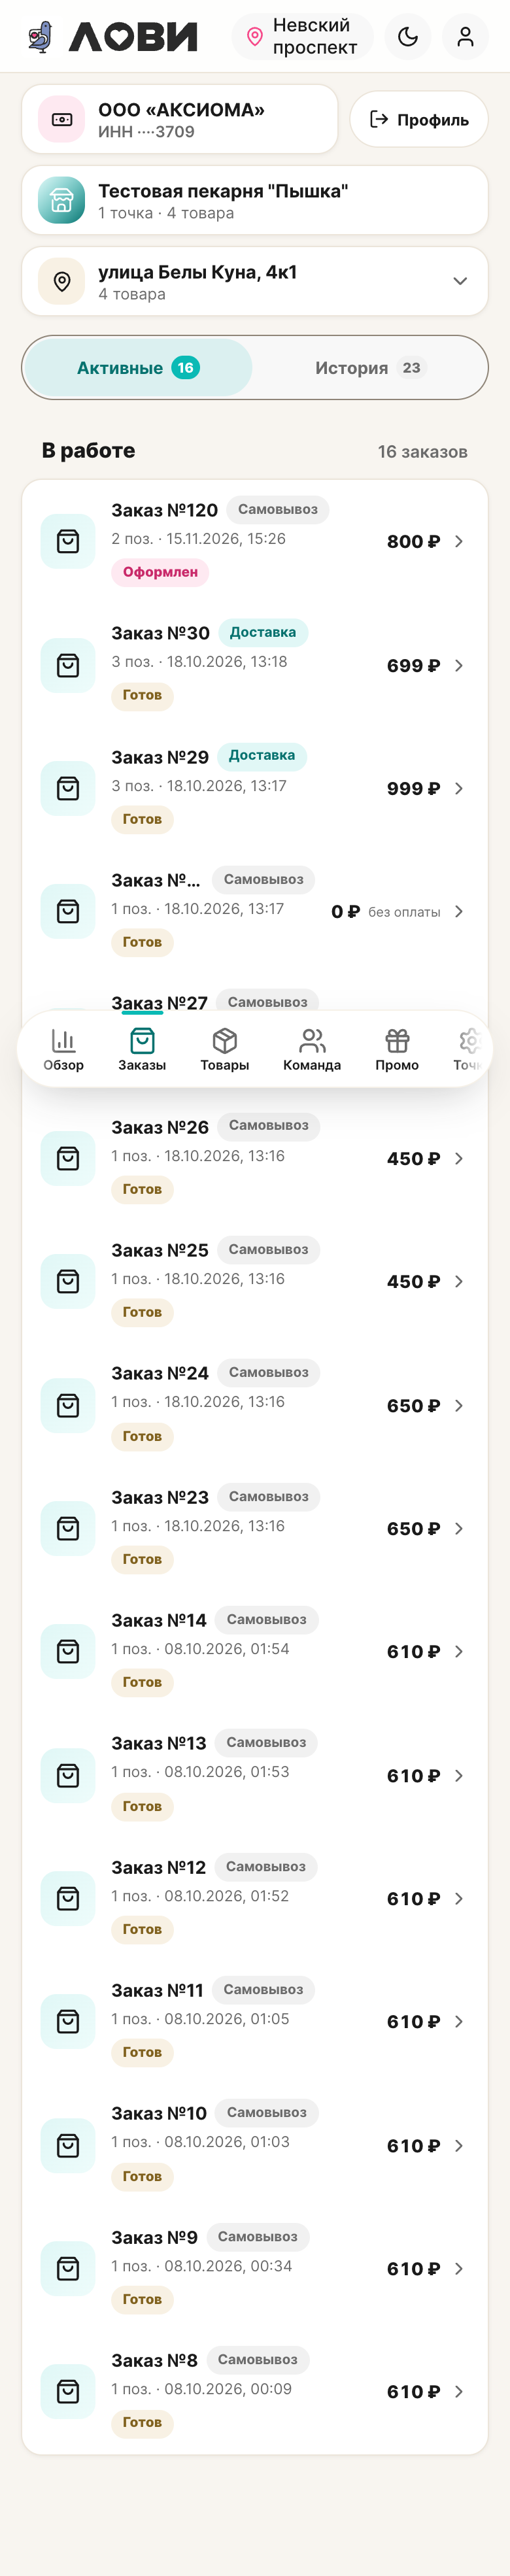 ЛОВИ
Невский
проспект
ООО «АКСИОМА»
ИНН ····3709
Профиль
Тестовая пекарня "Пышка"
1 точка · 4 товара
улица Белы Куна, 4к1
4 товара
Активные 16
История 23
В работе
16 заказов
Заказ №120 Самовывоз
2 поз. · 15.11.2026, 15:26
800 ₽
Оформлен
Заказ №30 Доставка
3 поз. · 18.10.2026, 13:18
699 ₽
Готов
Заказ №29 Доставка
3 поз. · 18.10.2026, 13:17
999 ₽
Готов
Заказ №... Самовывоз
1 поз. · 18.10.2026, 13:17
0 ₽ без оплаты
Готов
Заказ №27 Самовывоз
Обзор
Заказы
Товары
Команда
Промо
Заказ №26 Самовывоз
1 поз. · 18.10.2026, 13:16
450 ₽
Готов
Заказ №25 Самовывоз
1 поз. · 18.10.2026, 13:16
450 ₽
Готов
Заказ №24 Самовывоз
1 поз. · 18.10.2026, 13:16
650 ₽
Готов
Заказ №23 Самовывоз
1 поз. · 18.10.2026, 13:16
650 ₽
Готов
Заказ №14 Самовывоз
1 поз. · 08.10.2026, 01:54
610 ₽
Готов
Заказ №13 Самовывоз
1 поз. · 08.10.2026, 01:53
610 ₽
Готов
Заказ №12 Самовывоз
1 поз. · 08.10.2026, 01:52
610 ₽
Готов
Заказ №11 Самовывоз
1 поз. · 08.10.2026, 01:05
610 ₽
Готов
Заказ №10 Самовывоз
1 поз. · 08.10.2026, 01:03
610 ₽
Готов
Заказ №9 Самовывоз
1 поз. · 08.10.2026, 00:34
610 ₽
Готов
Заказ №8 Самовывоз
1 поз. · 08.10.2026, 00:09
610 ₽
Готов